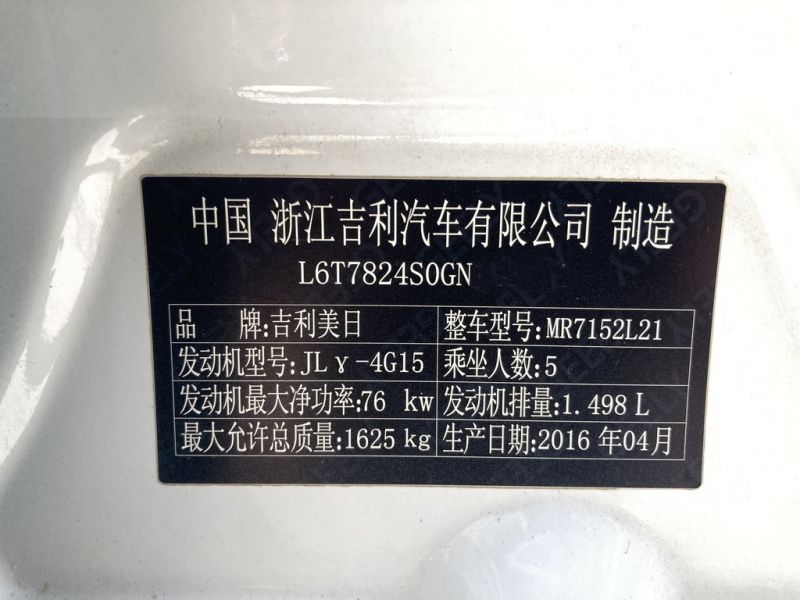 中国 浙江吉利汽车有限公司 制造
L6T7824S0GN
品 牌:吉利美日 整车型号:MR7152L21
发动机型号:JLγ-4G15 乘坐人数:5
发动机最大净功率:76 kw 发动机排量:1.498 L
最大允许总质量:1625 kg 生产日期:2016 年04月